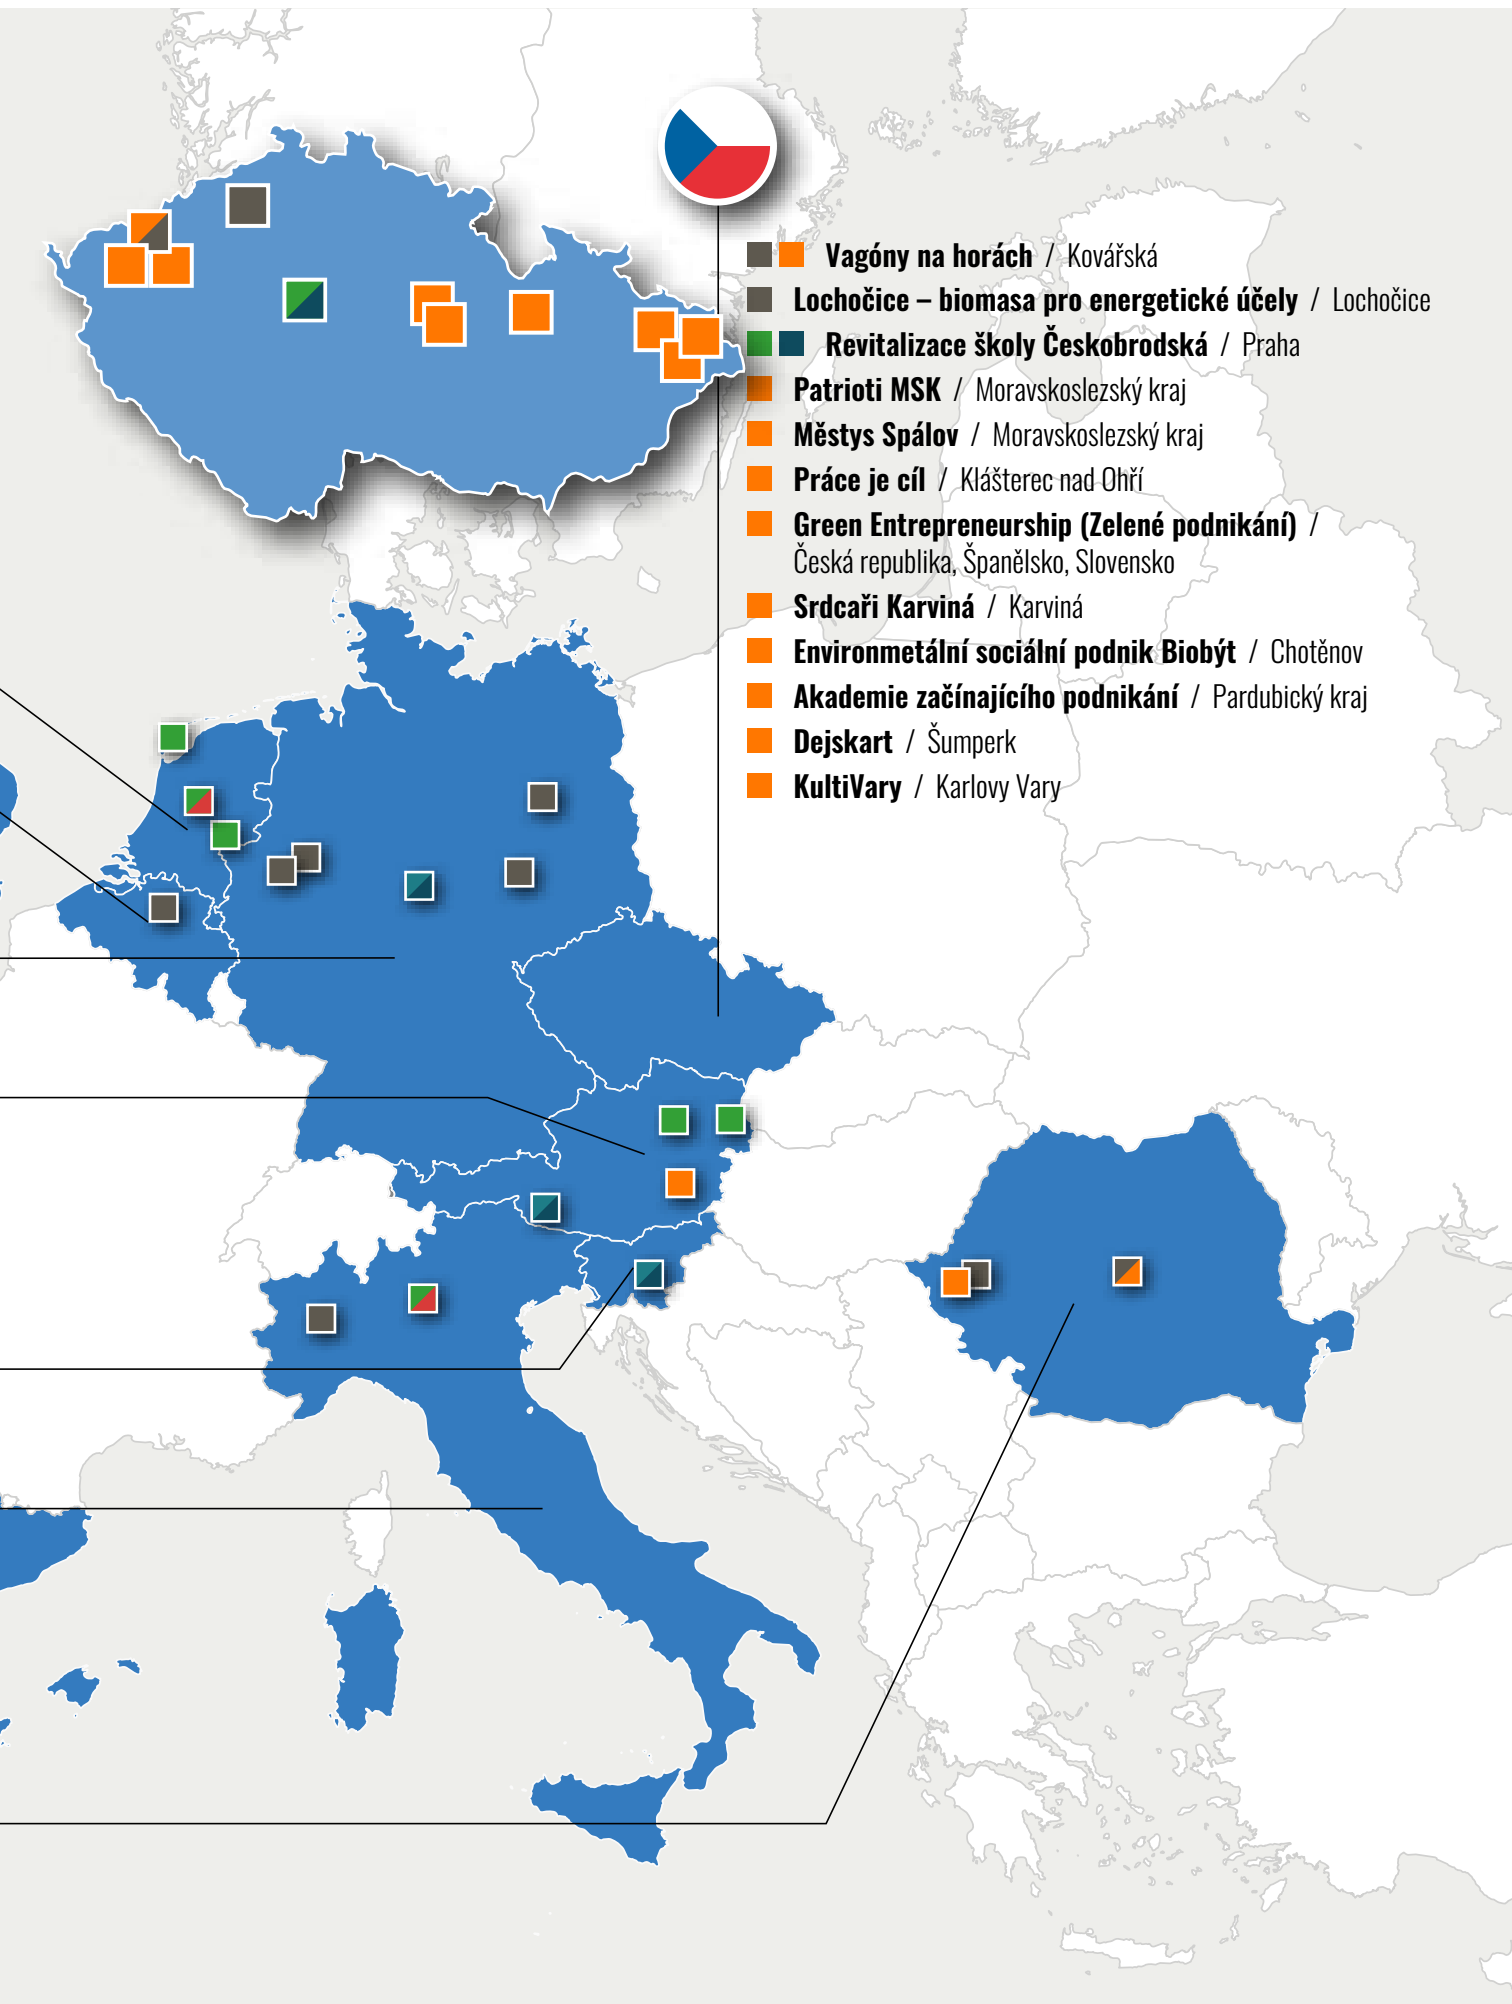 Vagóny na horách / Kovářská
Lochočice – biomasa pro energetické účely / Lochočice
Revitalizace školy Českobrodská / Praha
Patrioti MSK / Moravskoslezský kraj
Městys Spálov / Moravskoslezský kraj
Práce je cíl / Klášterec nad Ohří
Green Entrepreneurship (Zelené podnikání) /
Česká republika, Španělsko, Slovensko
Srdcaři Karviná / Karviná
Environmetální sociální podnik Biobýt / Chotěnov
Akademie začínajícího podnikání / Pardubický kraj
Dejskart / Šumperk
KultiVary / Karlovy Vary